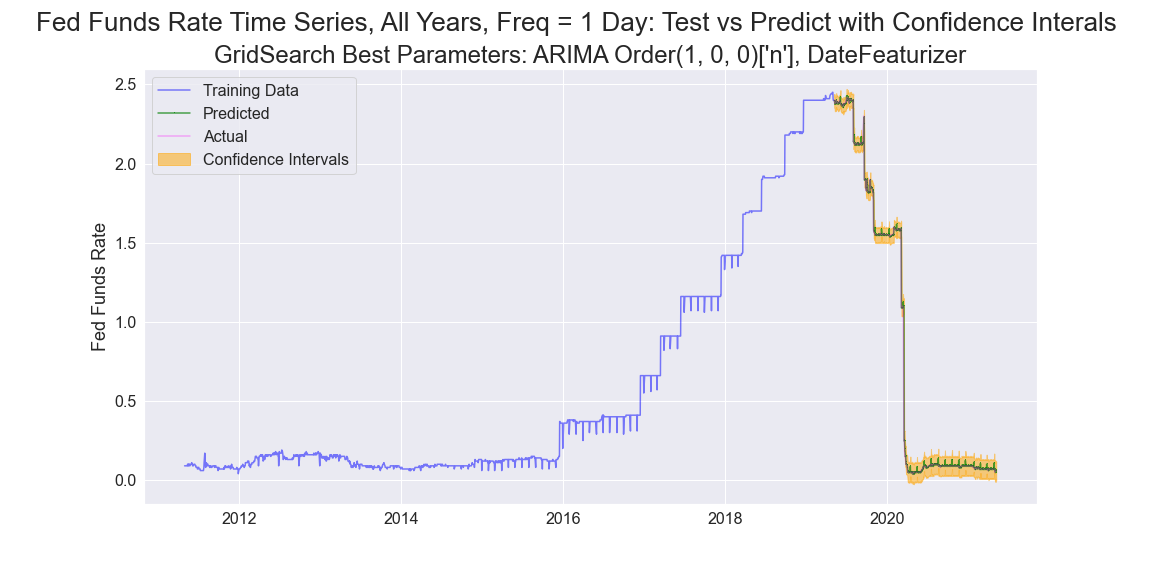 Fed Funds Rate Time Series, All Years, Freq = 1 Day: Test vs Predict with Confidence Interals
GridSearch Best Parameters: ARIMA Order(1, 0, 0)['n'], DateFeaturizer
Training Data
Predicted
Actual
Confidence Intervals
Fed Funds Rate
2.5
2.0
1.5
1.0
0.5
0.0
2012
2014
2016
2018
2020